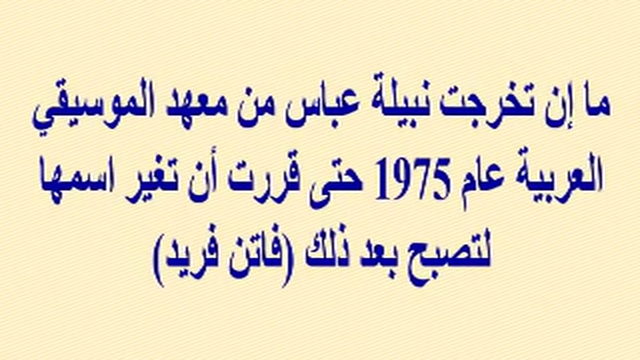 ما إن تخرجت نبيلة عباس من معهد الموسيقي
العربية عام 1975 حتى قررت أن تغير اسمها
لتصبح بعد ذلك (فاتن فريد)